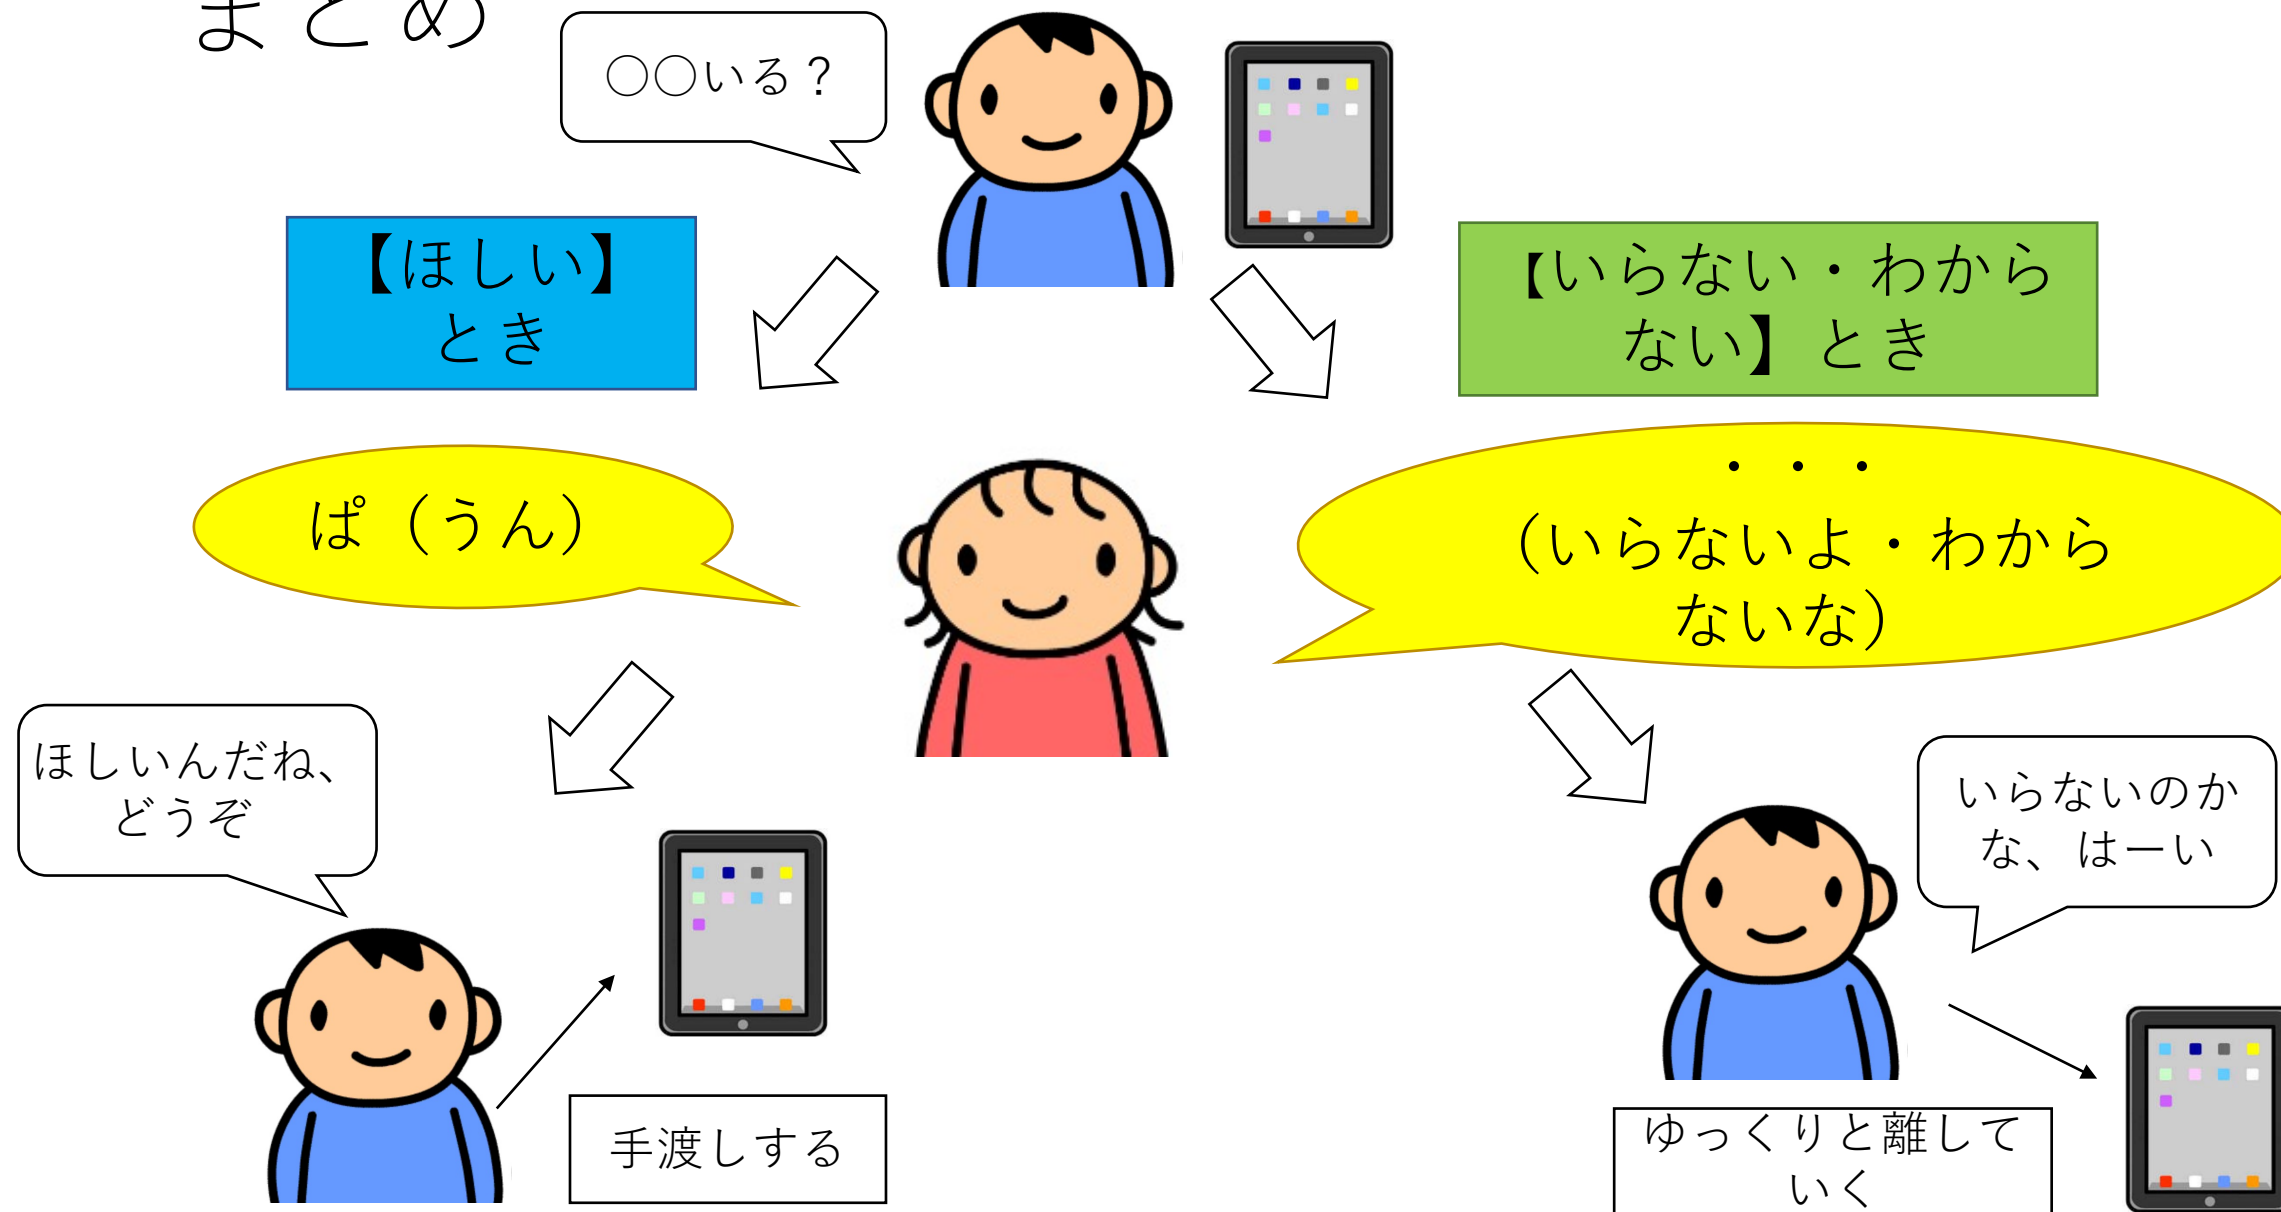 まとめ
○○いる？
【ほしい】
とき
【いらない・わから
ない】とき
ぱ（うん）
・・・
（いらないよ・わから
ないな）
ほしいんだね、
どうぞ
いらないのか
な、はーい
手渡しする
ゆっくりと離して
いく